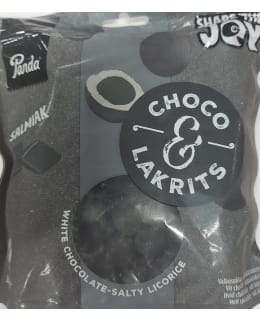 SHARE THE
JOY
Panda
CHOCO
&
LAKRITS
SALMIAK
WHITE CHOCOLATE-SALTY LICORICE